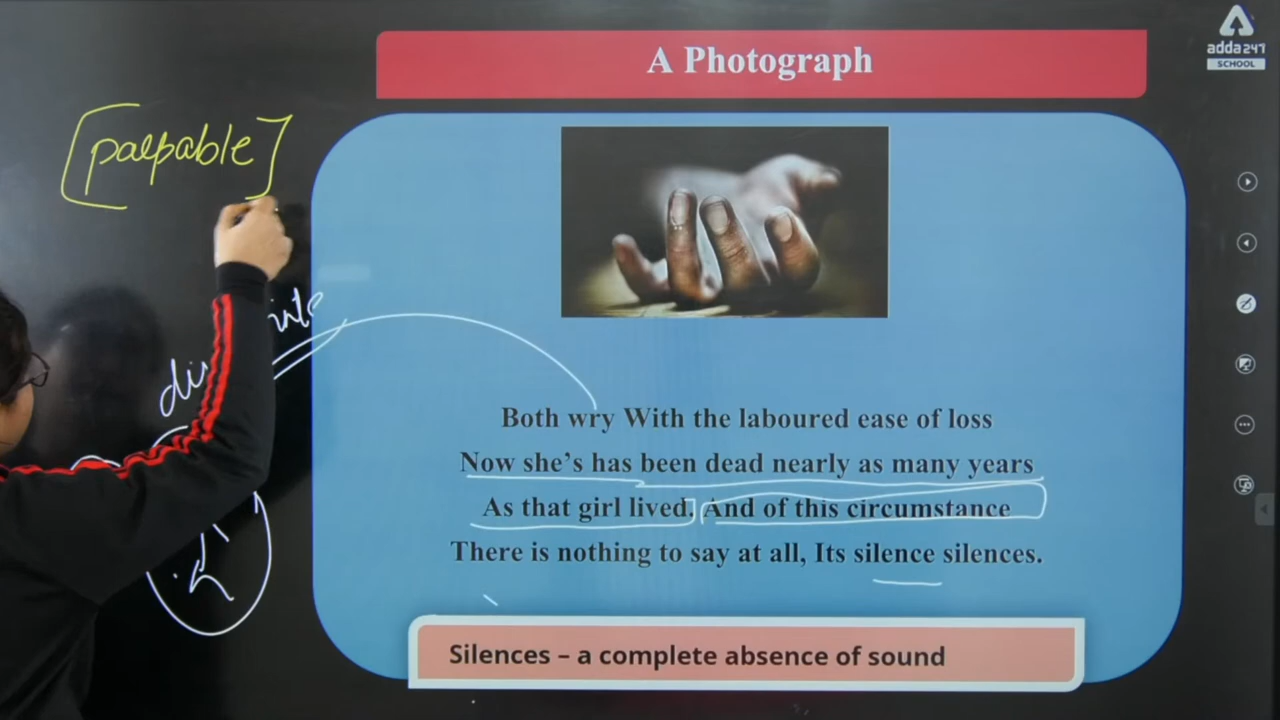 A Photograph
adda247
SCHOOL
[palpable]
Both wry With the laboured ease of loss
Now she's has been dead nearly as many years
As that girl lived. And of this circumstance
There is nothing to say at all, Its silence silences.
Silences – a complete absence of sound